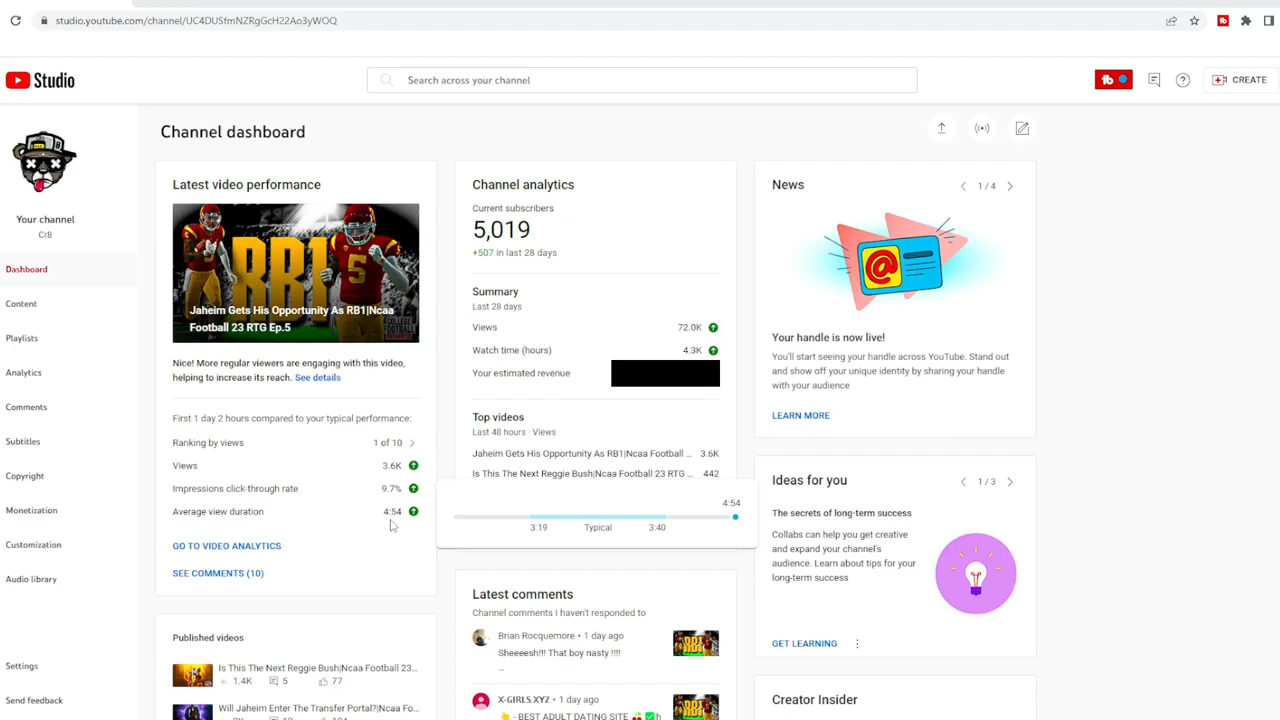 studio.youtube.com/channel/UC4DUSfmNZRgGcH22Ao3yWOQ
Studio
Search across your channel
CREATE
Your channel
Cr8
Dashboard
Content
Playlists
Analytics
Comments
Subtitles
Copyright
Monetization
Customization
Audio library
Settings
Send feedback
Channel dashboard
Latest video performance
RB1
Jaheim Gets His Opportunity As RB1|Ncaa
Football 23 RTG Ep.5
Nice! More regular viewers are engaging with this video,
helping to increase its reach. See details
First 1 day 2 hours compared to your typical performance:
Ranking by views 1 of 10
Views 3.6K
Impressions click-through rate 9.7%
Average view duration 4:54
GO TO VIDEO ANALYTICS
SEE COMMENTS (10)
Published videos
Is This The Next Reggie Bush|Ncaa Football 23...
1.4K 5 77
Will Jaheim Enter The Transfer Portal?|Ncaa Fo...
Channel analytics
Current subscribers
5,019
+507 in last 28 days
Summary
Last 28 days
Views 72.0K
Watch time (hours) 4.3K
Your estimated revenue
Top videos
Last 48 hours · Views
Jaheim Gets His Opportunity As RB1|Ncaa Football ... 3.6K
Is This The Next Reggie Bush|Ncaa Football 23 RTG ... 442
4:54
3:19 Typical 3:40
Latest comments
Channel comments I haven't responded to
Brian Rocquemore • 1 day ago
Sheeeesh!!! That boy nasty !!!!
...
X-GIRLS.XYZ • 1 day ago
👆 - BEST ADULT DATING SITE 🍒✅h
News
1 / 4
Your handle is now live!
You'll start seeing your handle across YouTube. Stand out
and show off your unique identity by sharing your handle
with your audience
LEARN MORE
Ideas for you
1 / 3
The secrets of long-term success
Collabs can help you get creative
and expand your channel's
audience. Learn about tips for your
long-term success
GET LEARNING
Creator Insider